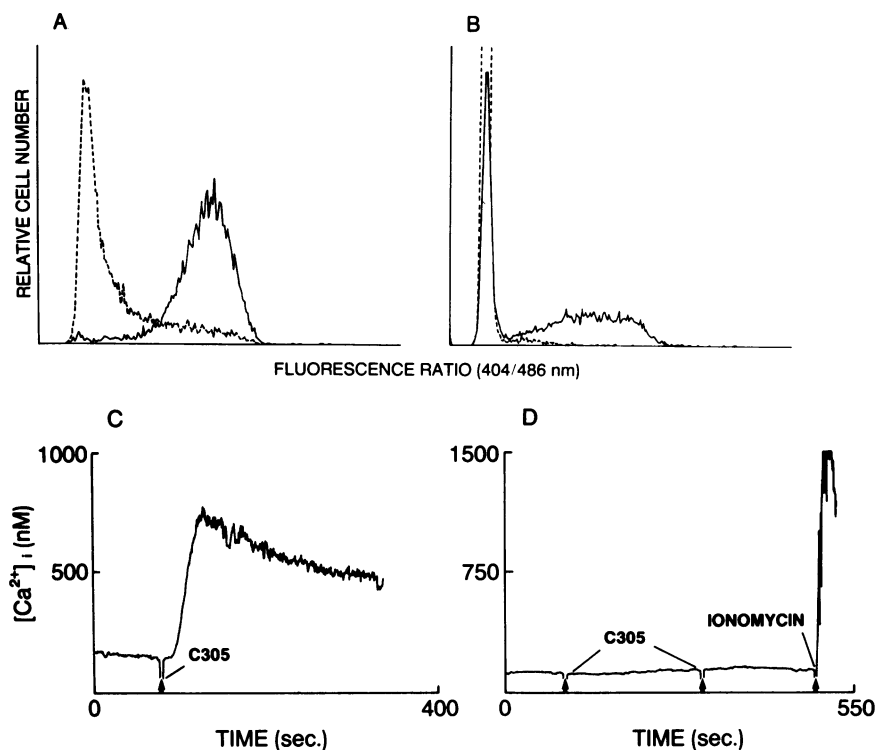 A
B
RELATIVE CELL NUMBER
FLUORESCENCE RATIO (404/486 nm)
C
1000
500
[Ca²⁺] i (nM)
C305
0
400
TIME (sec.)
D
1500
750
C305
IONOMYCIN
0
550
TIME (sec.)